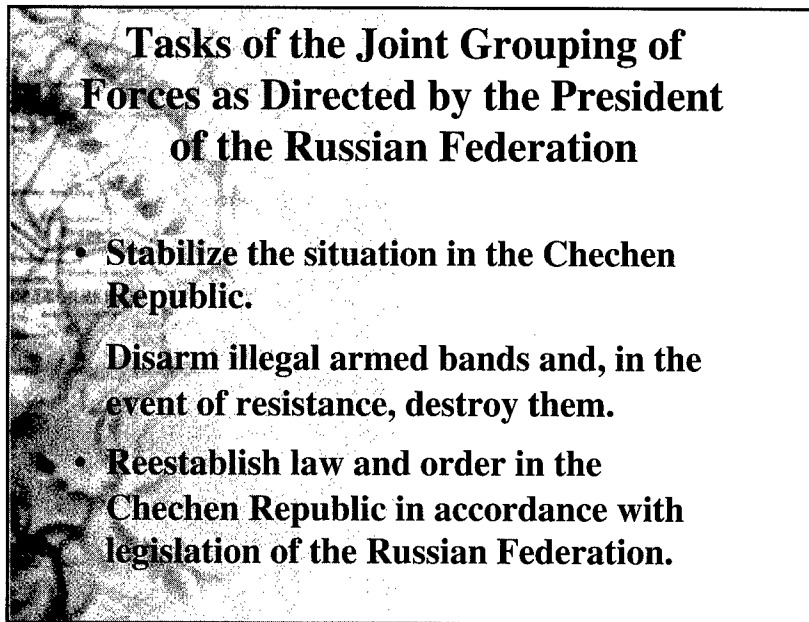 Tasks of the Joint Grouping of
Forces as Directed by the President
of the Russian Federation
• Stabilize the situation in the Chechen
Republic.
• Disarm illegal armed bands and, in the
event of resistance, destroy them.
• Reestablish law and order in the
Chechen Republic in accordance with
legislation of the Russian Federation.